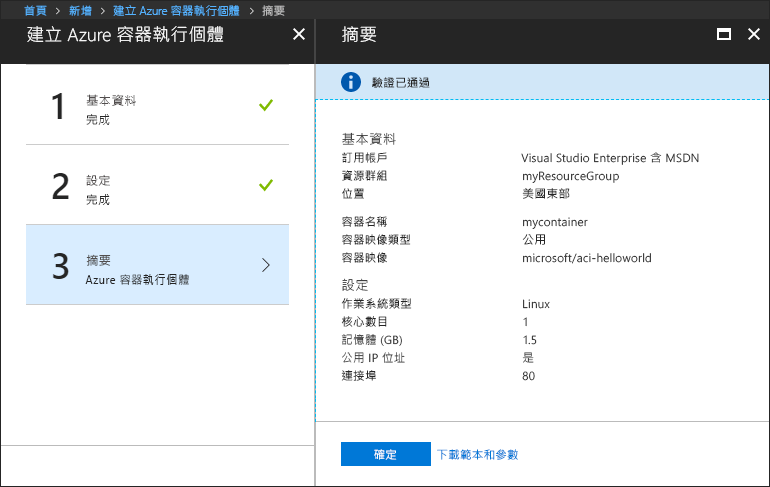 首頁 > 新增 > 建立 Azure 容器執行個體 > 摘要
建立 Azure 容器執行個體
摘要
1 基本資料
完成
2 設定
完成
3 摘要
Azure 容器執行個體
驗證已通過
基本資料
訂用帳戶 Visual Studio Enterprise 含 MSDN
資源群組 myResourceGroup
位置 美國東部
容器名稱 mycontainer
容器映像類型 公用
容器映像 microsoft/aci-helloworld
設定
作業系統類型 Linux
核心數目 1
記憶體 (GB) 1.5
公用 IP 位址 是
連接埠 80
確定 下載範本和參數